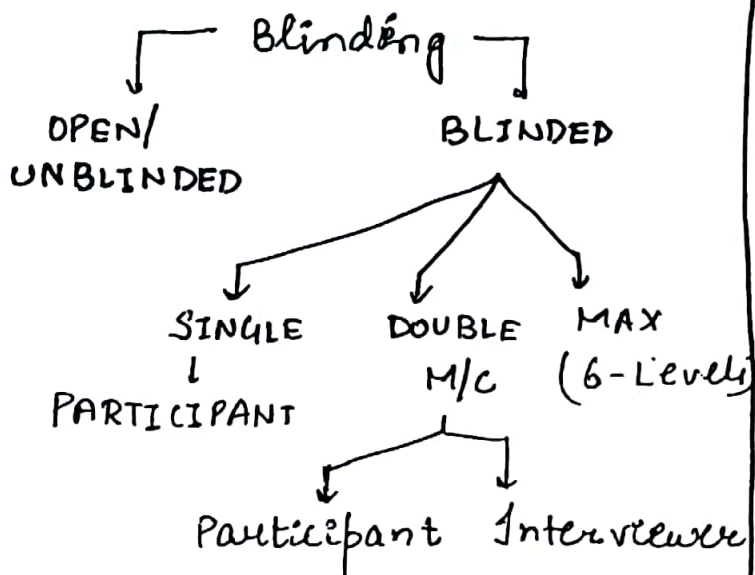 Blinding
OPEN/ BLINDED
UNBLINDED
SINGLE DOUBLE MAX
M/C (6-Levels)
PARTICIPANT
Participant Interviewer